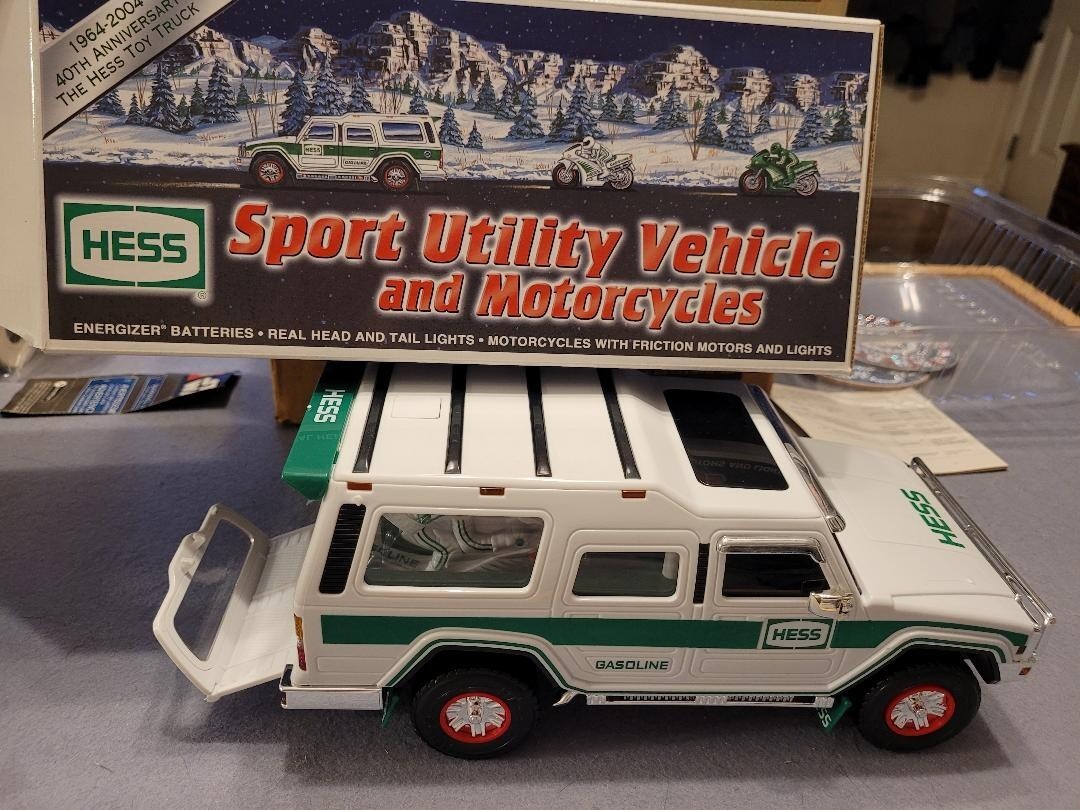 1964-2004
40TH ANNIVERSARY
THE HESS TOY TRUCK
HESS
GASOLINE
HESS®
Sport Utility Vehicle
and Motorcycles
ENERGIZER® BATTERIES • REAL HEAD AND TAIL LIGHTS • MOTORCYCLES WITH FRICTION MOTORS AND LIGHTS
HESS
HESS
HESS
GASOLINE